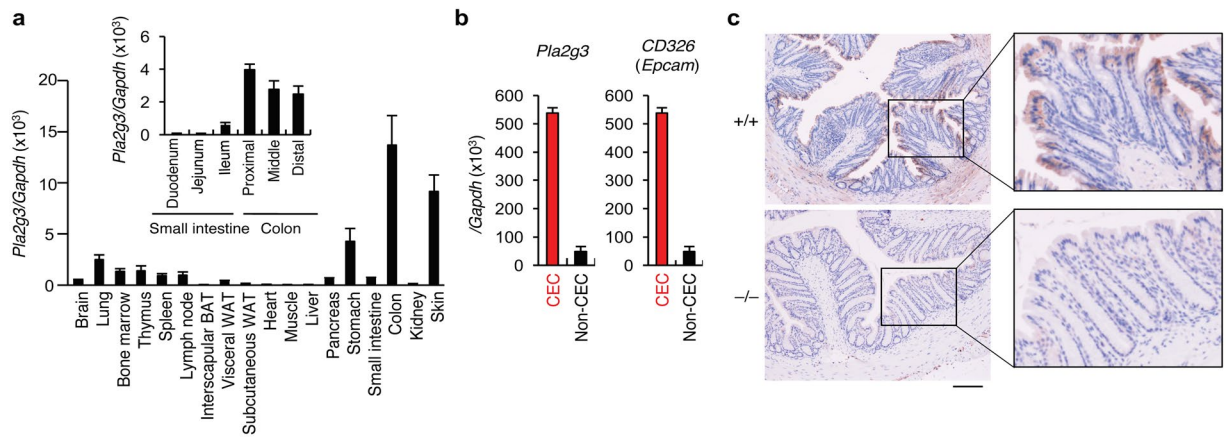 a
Pla2g3/Gapdh (x10³)
20
15
10
5
0
Pla2g3/Gapdh (x10³)
6
4
2
0
Duodenum
Jejunum
Ileum
Proximal
Middle
Distal
Small intestine
Colon
Brain
Lung
Bone marrow
Thymus
Spleen
Lymph node
Interscapular BAT
Visceral WAT
Subcutaneous WAT
Heart
Muscle
Liver
Pancreas
Stomach
Small intestine
Colon
Kidney
Skin
b
Pla2g3
CD326
(Epcam)
/Gapdh (x10³)
600
500
400
300
200
100
0
CEC
Non-CEC
600
500
400
300
200
100
0
CEC
Non-CEC
c
+/+
−/−